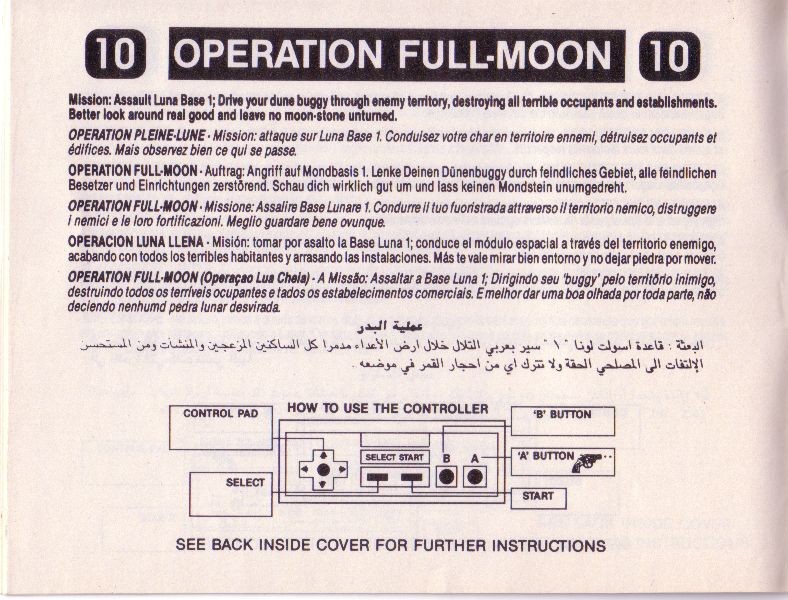 10 OPERATION FULL-MOON 10
Mission: Assault Luna Base 1; Drive your dune buggy through enemy territory, destroying all terrible occupants and establishments.
Better look around real good and leave no moon-stone unturned.
OPERATION PLEINE-LUNE - Mission: attaque sur Luna Base 1. Conduisez votre char en territoire ennemi, détruisez occupants et
édifices. Mais observez bien ce qui se passe.
OPERATION FULL-MOON - Auftrag: Angriff auf Mondbasis 1. Lenke Deinen Dünenbuggy durch feindliches Gebiet, alle feindlichen
Besetzer und Einrichtungen zerstörend. Schau dich wirklich gut um und lass keinen Mondstein unumgedreht.
OPERATION FULL-MOON - Missione: Assalire Base Lunare 1. Condurre il tuo fuoristrada attraverso il territorio nemico, distruggere
i nemici e le loro fortificazioni. Meglio guardare bene ovunque.
OPERACION LUNA LLENA - Misión: tomar por asalto la Base Luna 1; conduce el módulo espacial a través del territorio enemigo,
acabando con todos los terribles habitantes y arrasando las instalaciones. Más te vale mirar bien entorno y no dejar piedra por mover.
OPERATION FULL-MOON (Operaçao Lua Cheia) - A Missão: Assaltar a Base Luna 1; Dirigindo seu 'buggy' pelo território inimigo,
destruindo todos os terríveis ocupantes e tados os estabelecimentos comerciais. E melhor dar uma boa olhada por toda parte, não
deciendo nenhumd pedra lunar desvirada.
عملية البدر
البعثة : قاعدة اسولت لونا " ١ " سير بعربي التلال خلال ارض الأعداء مدمرا كل الساكنين المزعجين والمنشآت ومن المستحسن
الإلتفات الى المصلحي الحقة ولا تترك اي من احجار القمر في موضعه .
HOW TO USE THE CONTROLLER
CONTROL PAD
'B' BUTTON
SELECT START
B A
'A' BUTTON
SELECT
START
SEE BACK INSIDE COVER FOR FURTHER INSTRUCTIONS